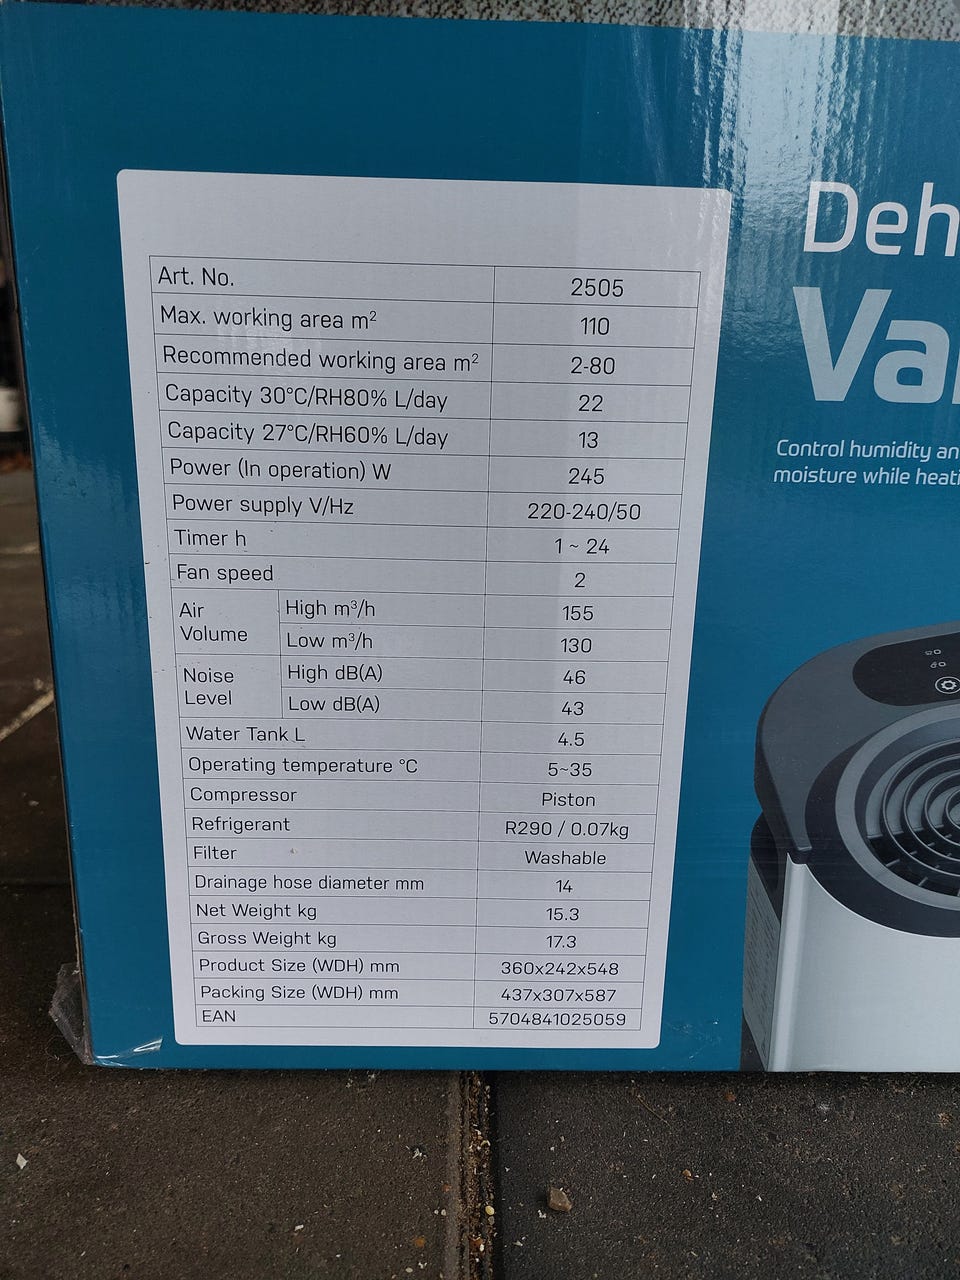 Art. No. 2505
Max. working area m² 110
Recommended working area m² 2-80
Capacity 30°C/RH80% L/day 22
Capacity 27°C/RH60% L/day 13
Power (In operation) W 245
Power supply V/Hz 220-240/50
Timer h 1 ~ 24
Fan speed 2
Air Volume High m³/h 155
Low m³/h 130
Noise Level High dB(A) 46
Low dB(A) 43
Water Tank L 4.5
Operating temperature °C 5~35
Compressor Piston
Refrigerant R290 / 0.07kg
Filter Washable
Drainage hose diameter mm 14
Net Weight kg 15.3
Gross Weight kg 17.3
Product Size (WDH) mm 360x242x548
Packing Size (WDH) mm 437x307x587
EAN 5704841025059
Deh
Va
Control humidity an
moisture while heati